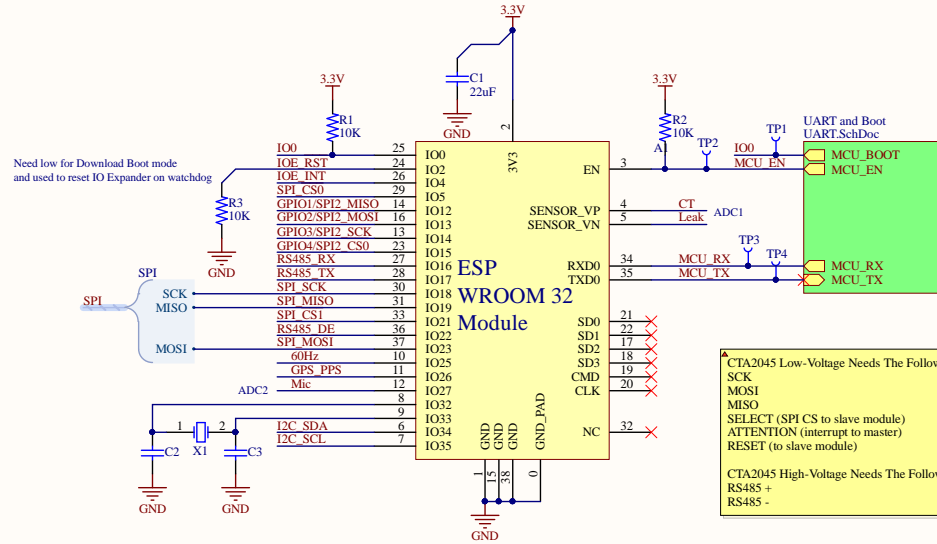 3.3V
C1
22uF
GND
3.3V
R1
10K
3.3V
R2
10K
A1
TP2
TP1
UART and Boot
UART.SchDoc
IO0
MCU_BOOT
MCU_EN
MCU_EN
Need low for Download Boot mode
and used to reset IO Expander on watchdog
R3
10K
GND
IO0 25 IO0
IOE_RST 24 IO2
IOE_INT 26 IO4
SPI_CS0 29 IO5
GPIO1/SPI2_MISO 14 IO12
GPIO2/SPI2_MOSI 16 IO13
GPIO3/SPI2_SCK 13 IO14
GPIO4/SPI2_CS0 23 IO15
RS485_RX 27 IO16
RS485_TX 28 IO17
SPI_SCK 30 IO18
SPI_MISO 31 IO19
SPI_CS1 33 IO21
RS485_DE 36 IO22
SPI_MOSI 37 IO23
60Hz 10 IO25
GPS_PPS 11 IO26
ADC2 Mic 12 IO27
8 IO32
9 IO33
I2C_SDA 6 IO34
I2C_SCL 7 IO35
SPI
SPI
SCK
MISO
MOSI
1 2
X1
C2
C3
GND
GND
2
3V3
ESP
WROOM 32
Module
EN 3
SENSOR_VP 4 CT
SENSOR_VN 5 Leak
ADC1
TP3
TP4
RXD0 34 MCU_RX MCU_RX
TXD0 35 MCU_TX MCU_TX
SD0 21
SD1 22
SD2 17
SD3 18
CMD 19
CLK 20
NC 32
GND GND GND GND_PAD
1 15 38 0
GND
CTA2045 Low-Voltage Needs The Follow
SCK
MOSI
MISO
SELECT (SPI CS to slave module)
ATTENTION (interrupt to master)
RESET (to slave module)
CTA2045 High-Voltage Needs The Follow
RS485 +
RS485 -